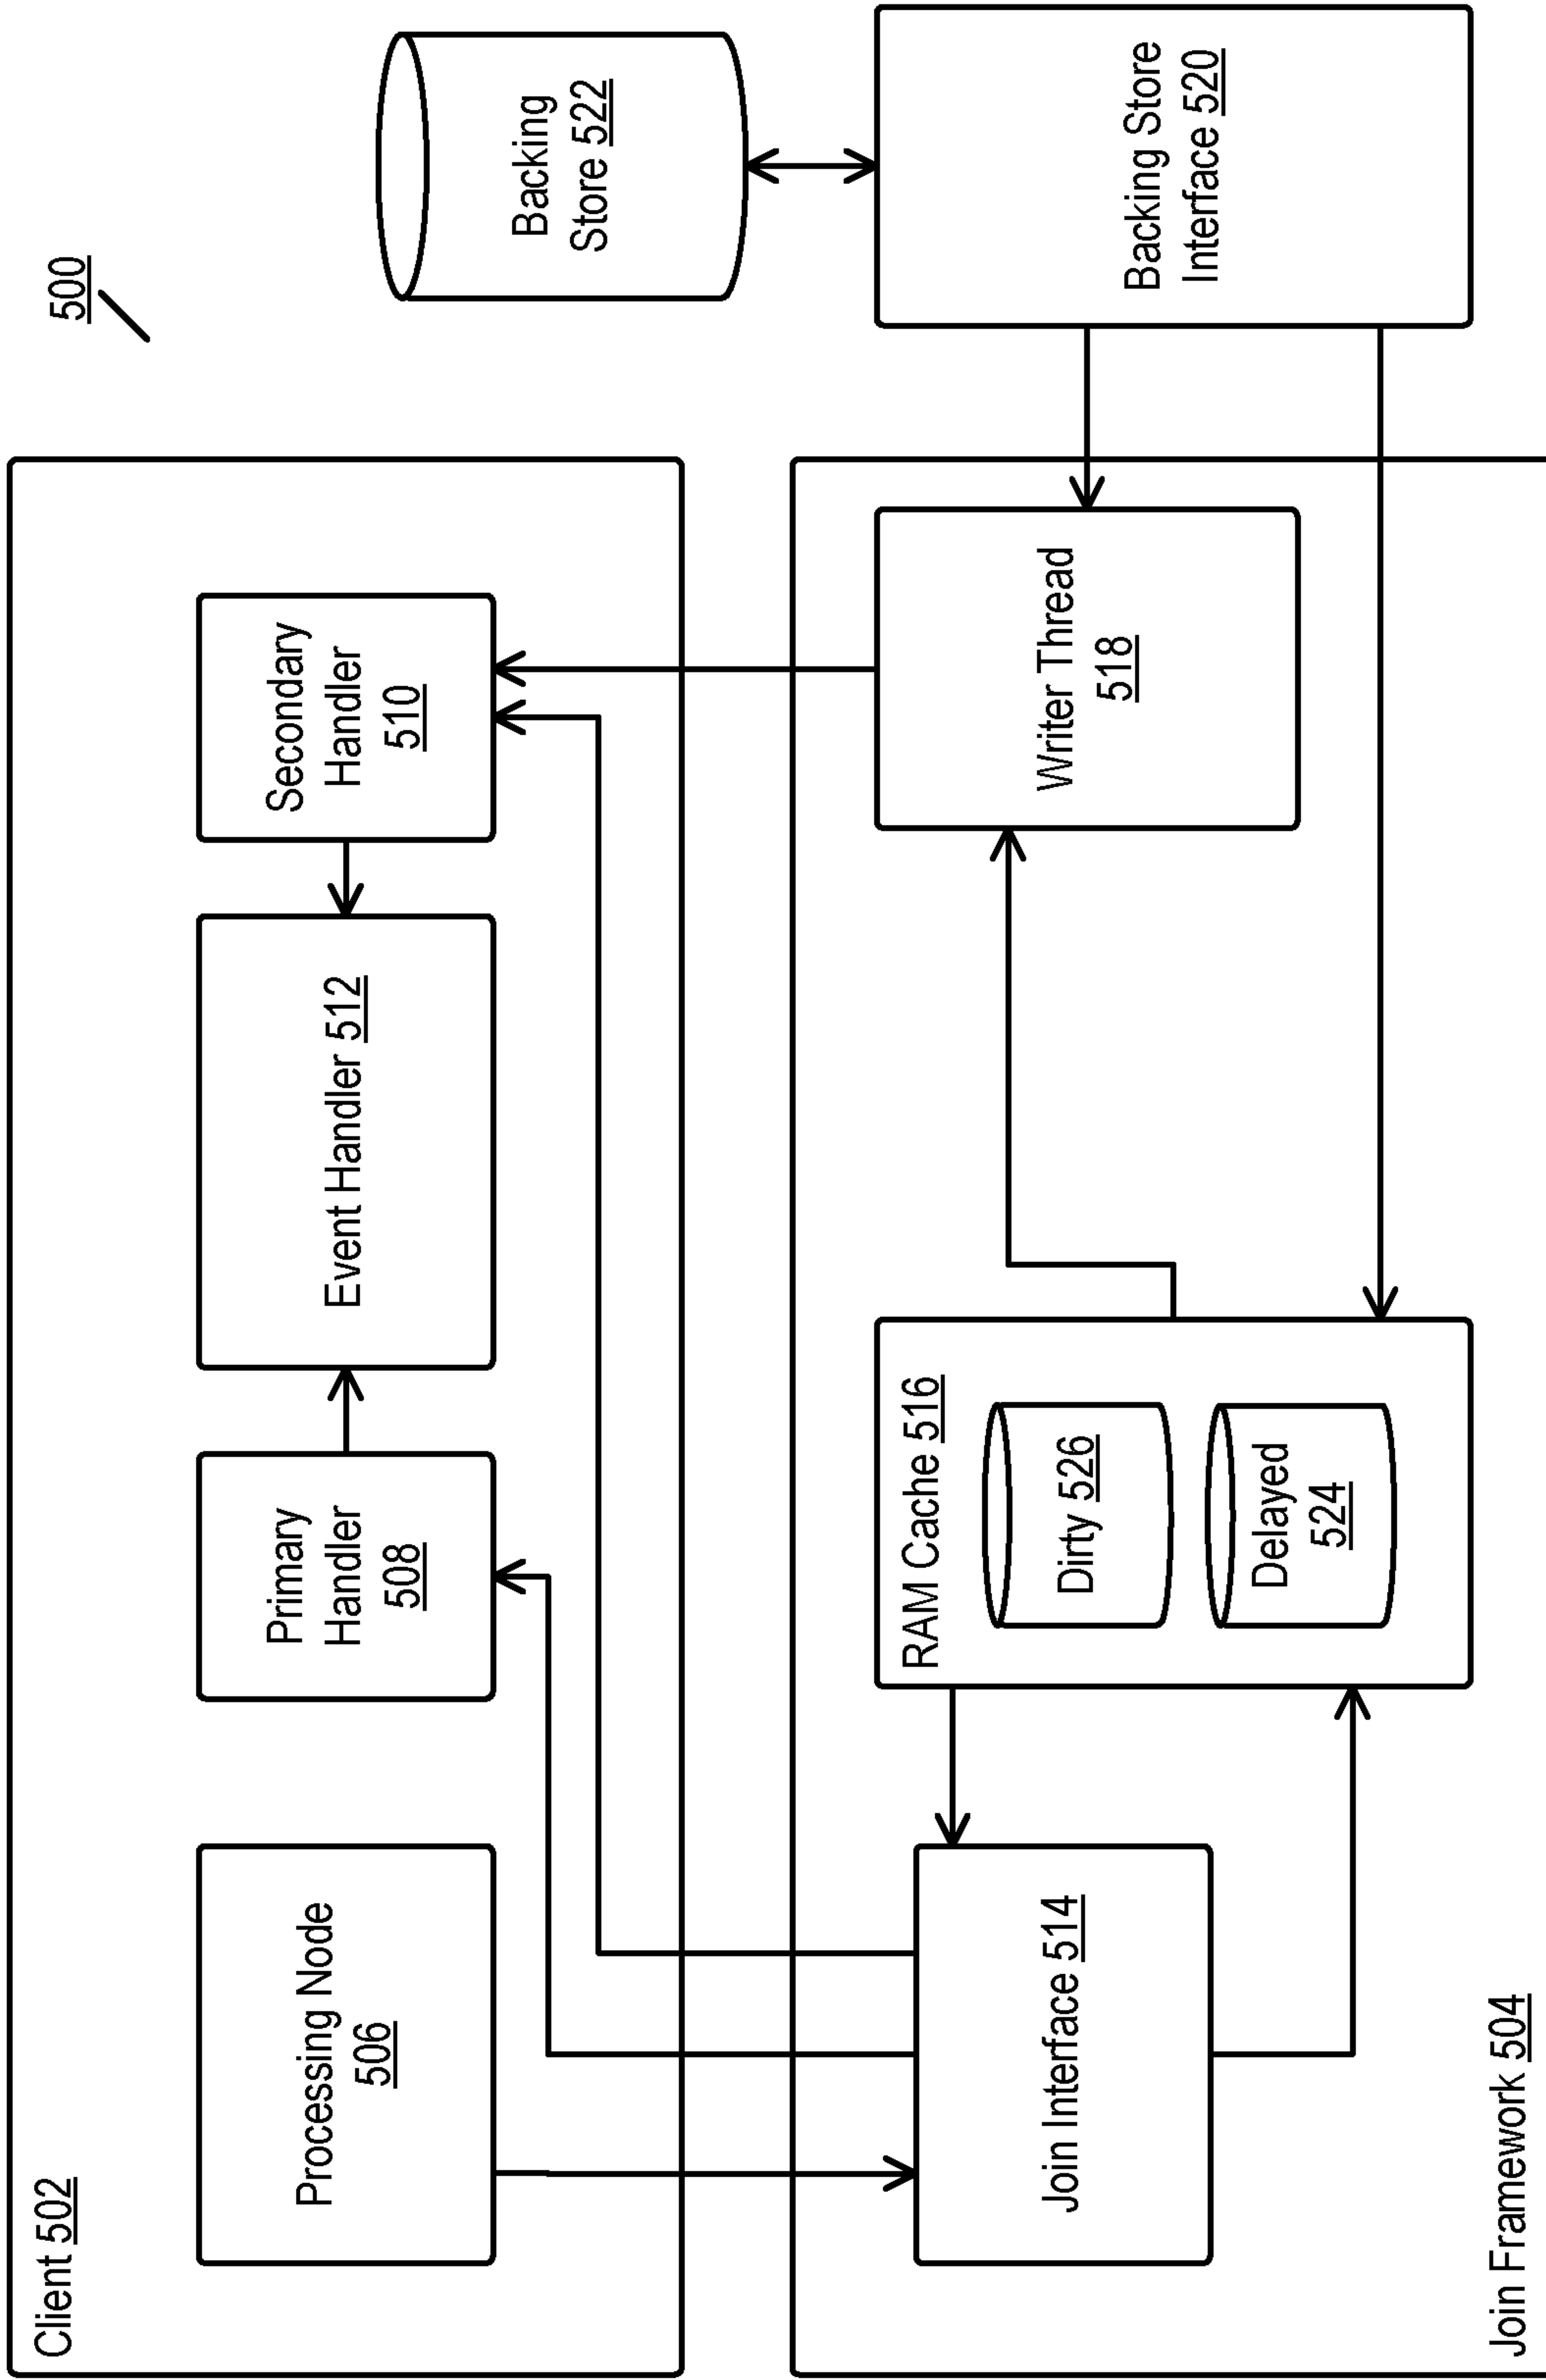 500
Client 502
Processing Node
506
Primary
Handler
508
Event Handler 512
Secondary
Handler
510
Backing
Store 522
Join Interface 514
RAM Cache 516
Dirty 526
Delayed
524
Writer Thread
518
Backing Store
Interface 520
Join Framework 504